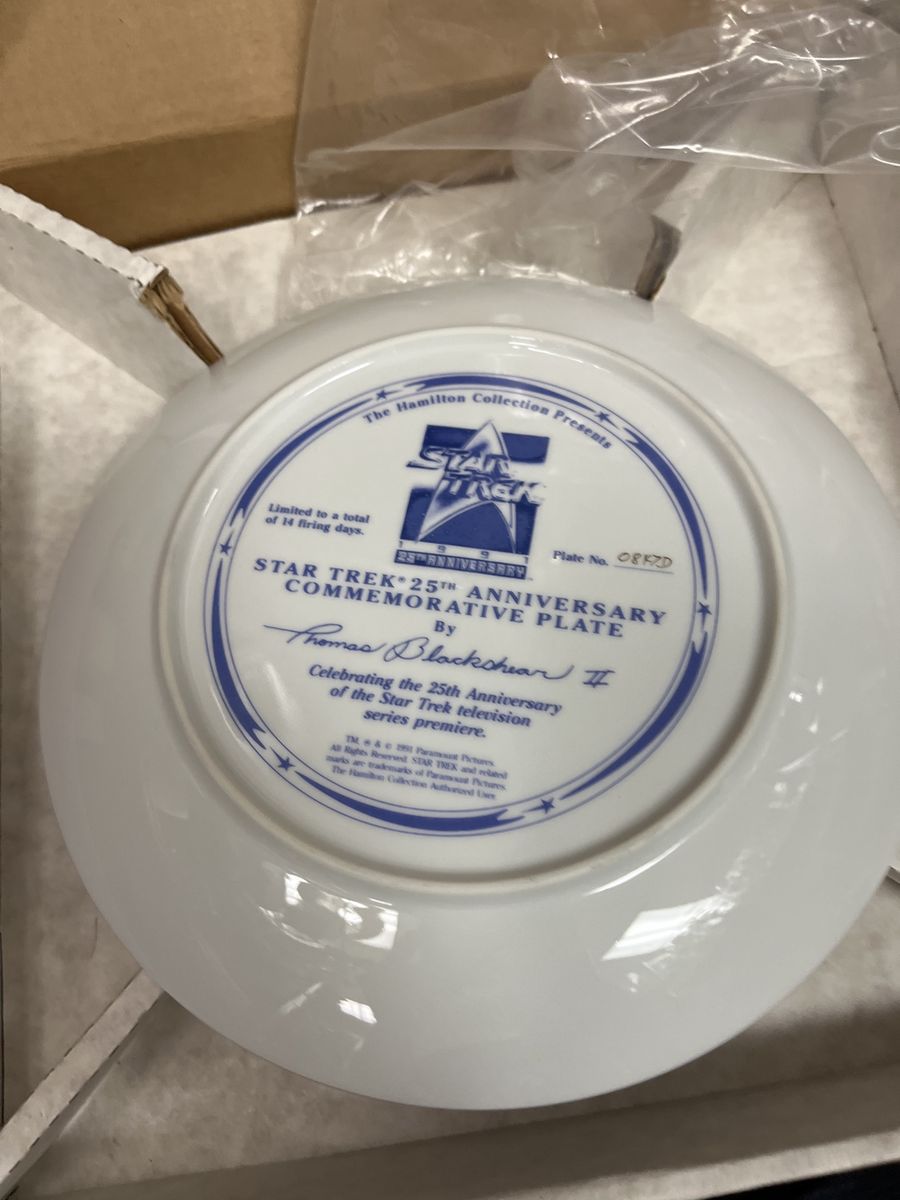 The Hamilton Collection Presents
STAR
TREK
1991
25TH ANNIVERSARY
Limited to a total
of 14 firing days.
Plate No.
STAR TREK® 25TH ANNIVERSARY
COMMEMORATIVE PLATE
By
Thomas Blackshear II
Celebrating the 25th Anniversary
of the Star Trek television
series premiere.
TM, ® & © 1991 Paramount Pictures.
All Rights Reserved. STAR TREK and related
marks are trademarks of Paramount Pictures.
The Hamilton Collection Authorized User.